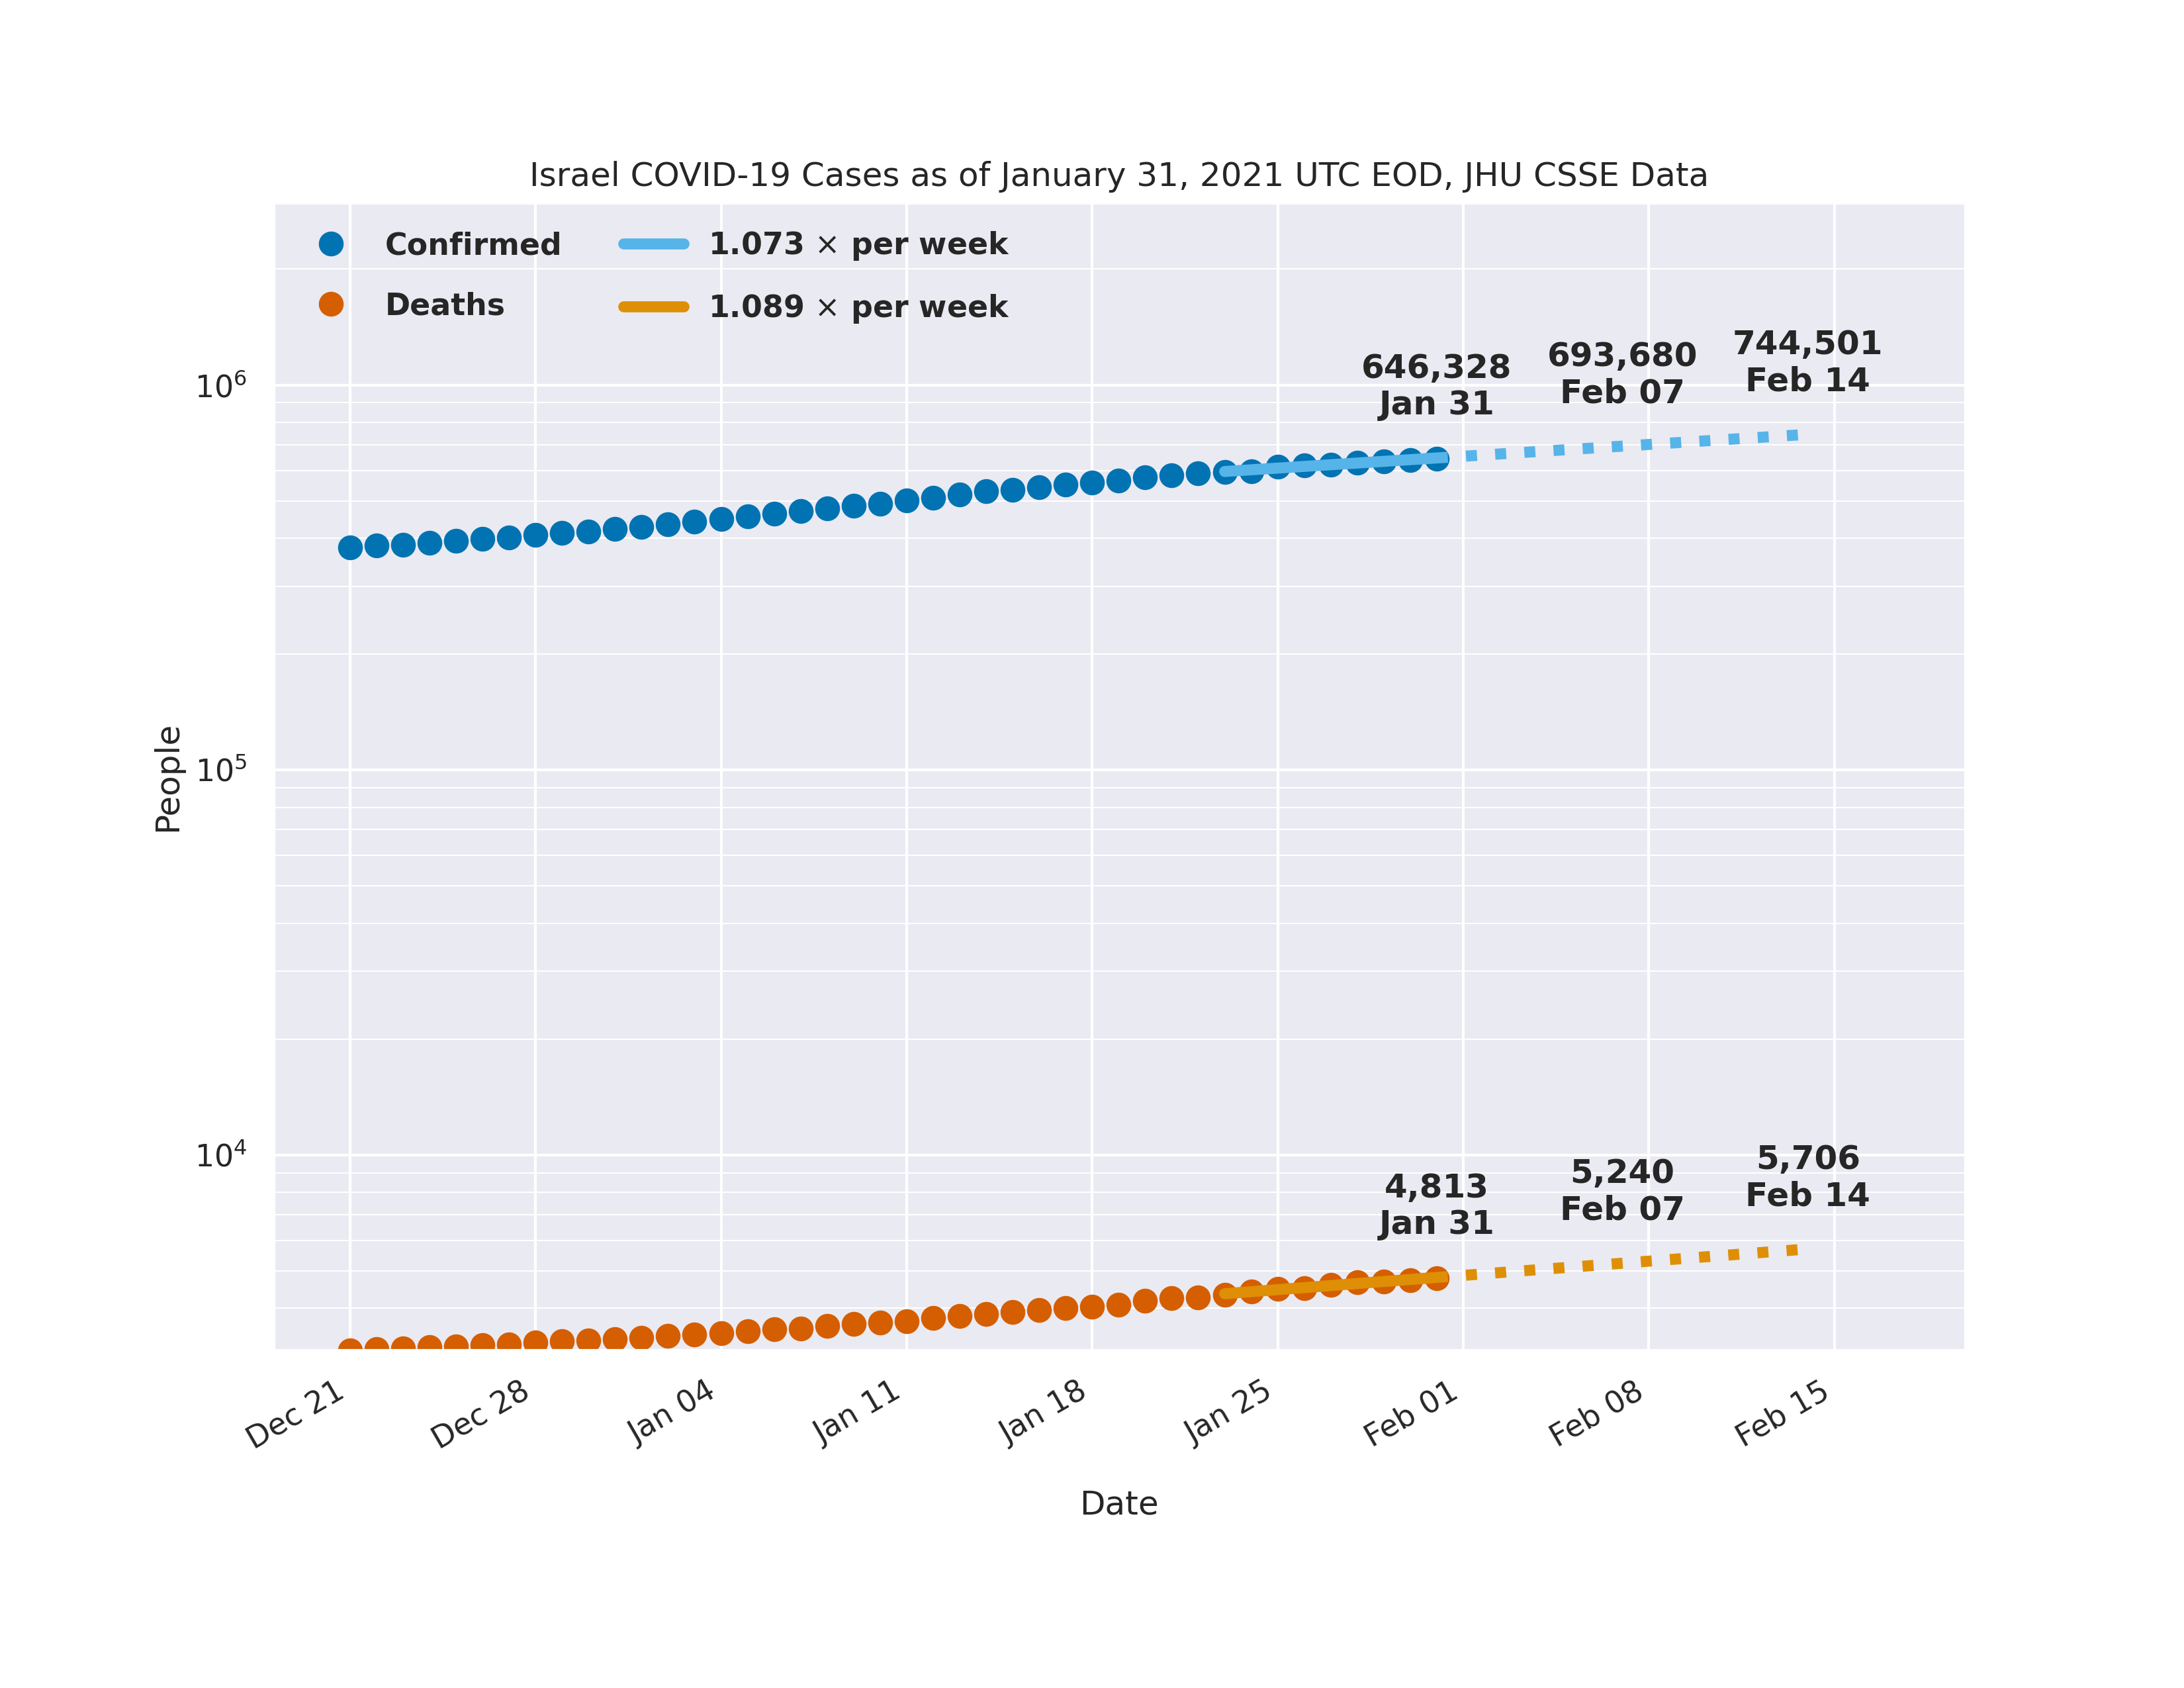 Israel COVID-19 Cases as of January 31, 2021 UTC EOD, JHU CSSE Data
Confirmed
Deaths
1.073 × per week
1.089 × per week
646,328
Jan 31
693,680
Feb 07
744,501
Feb 14
10⁶
10⁵
10⁴
People
4,813
Jan 31
5,240
Feb 07
5,706
Feb 14
Dec 21
Dec 28
Jan 04
Jan 11
Jan 18
Jan 25
Feb 01
Feb 08
Feb 15
Date